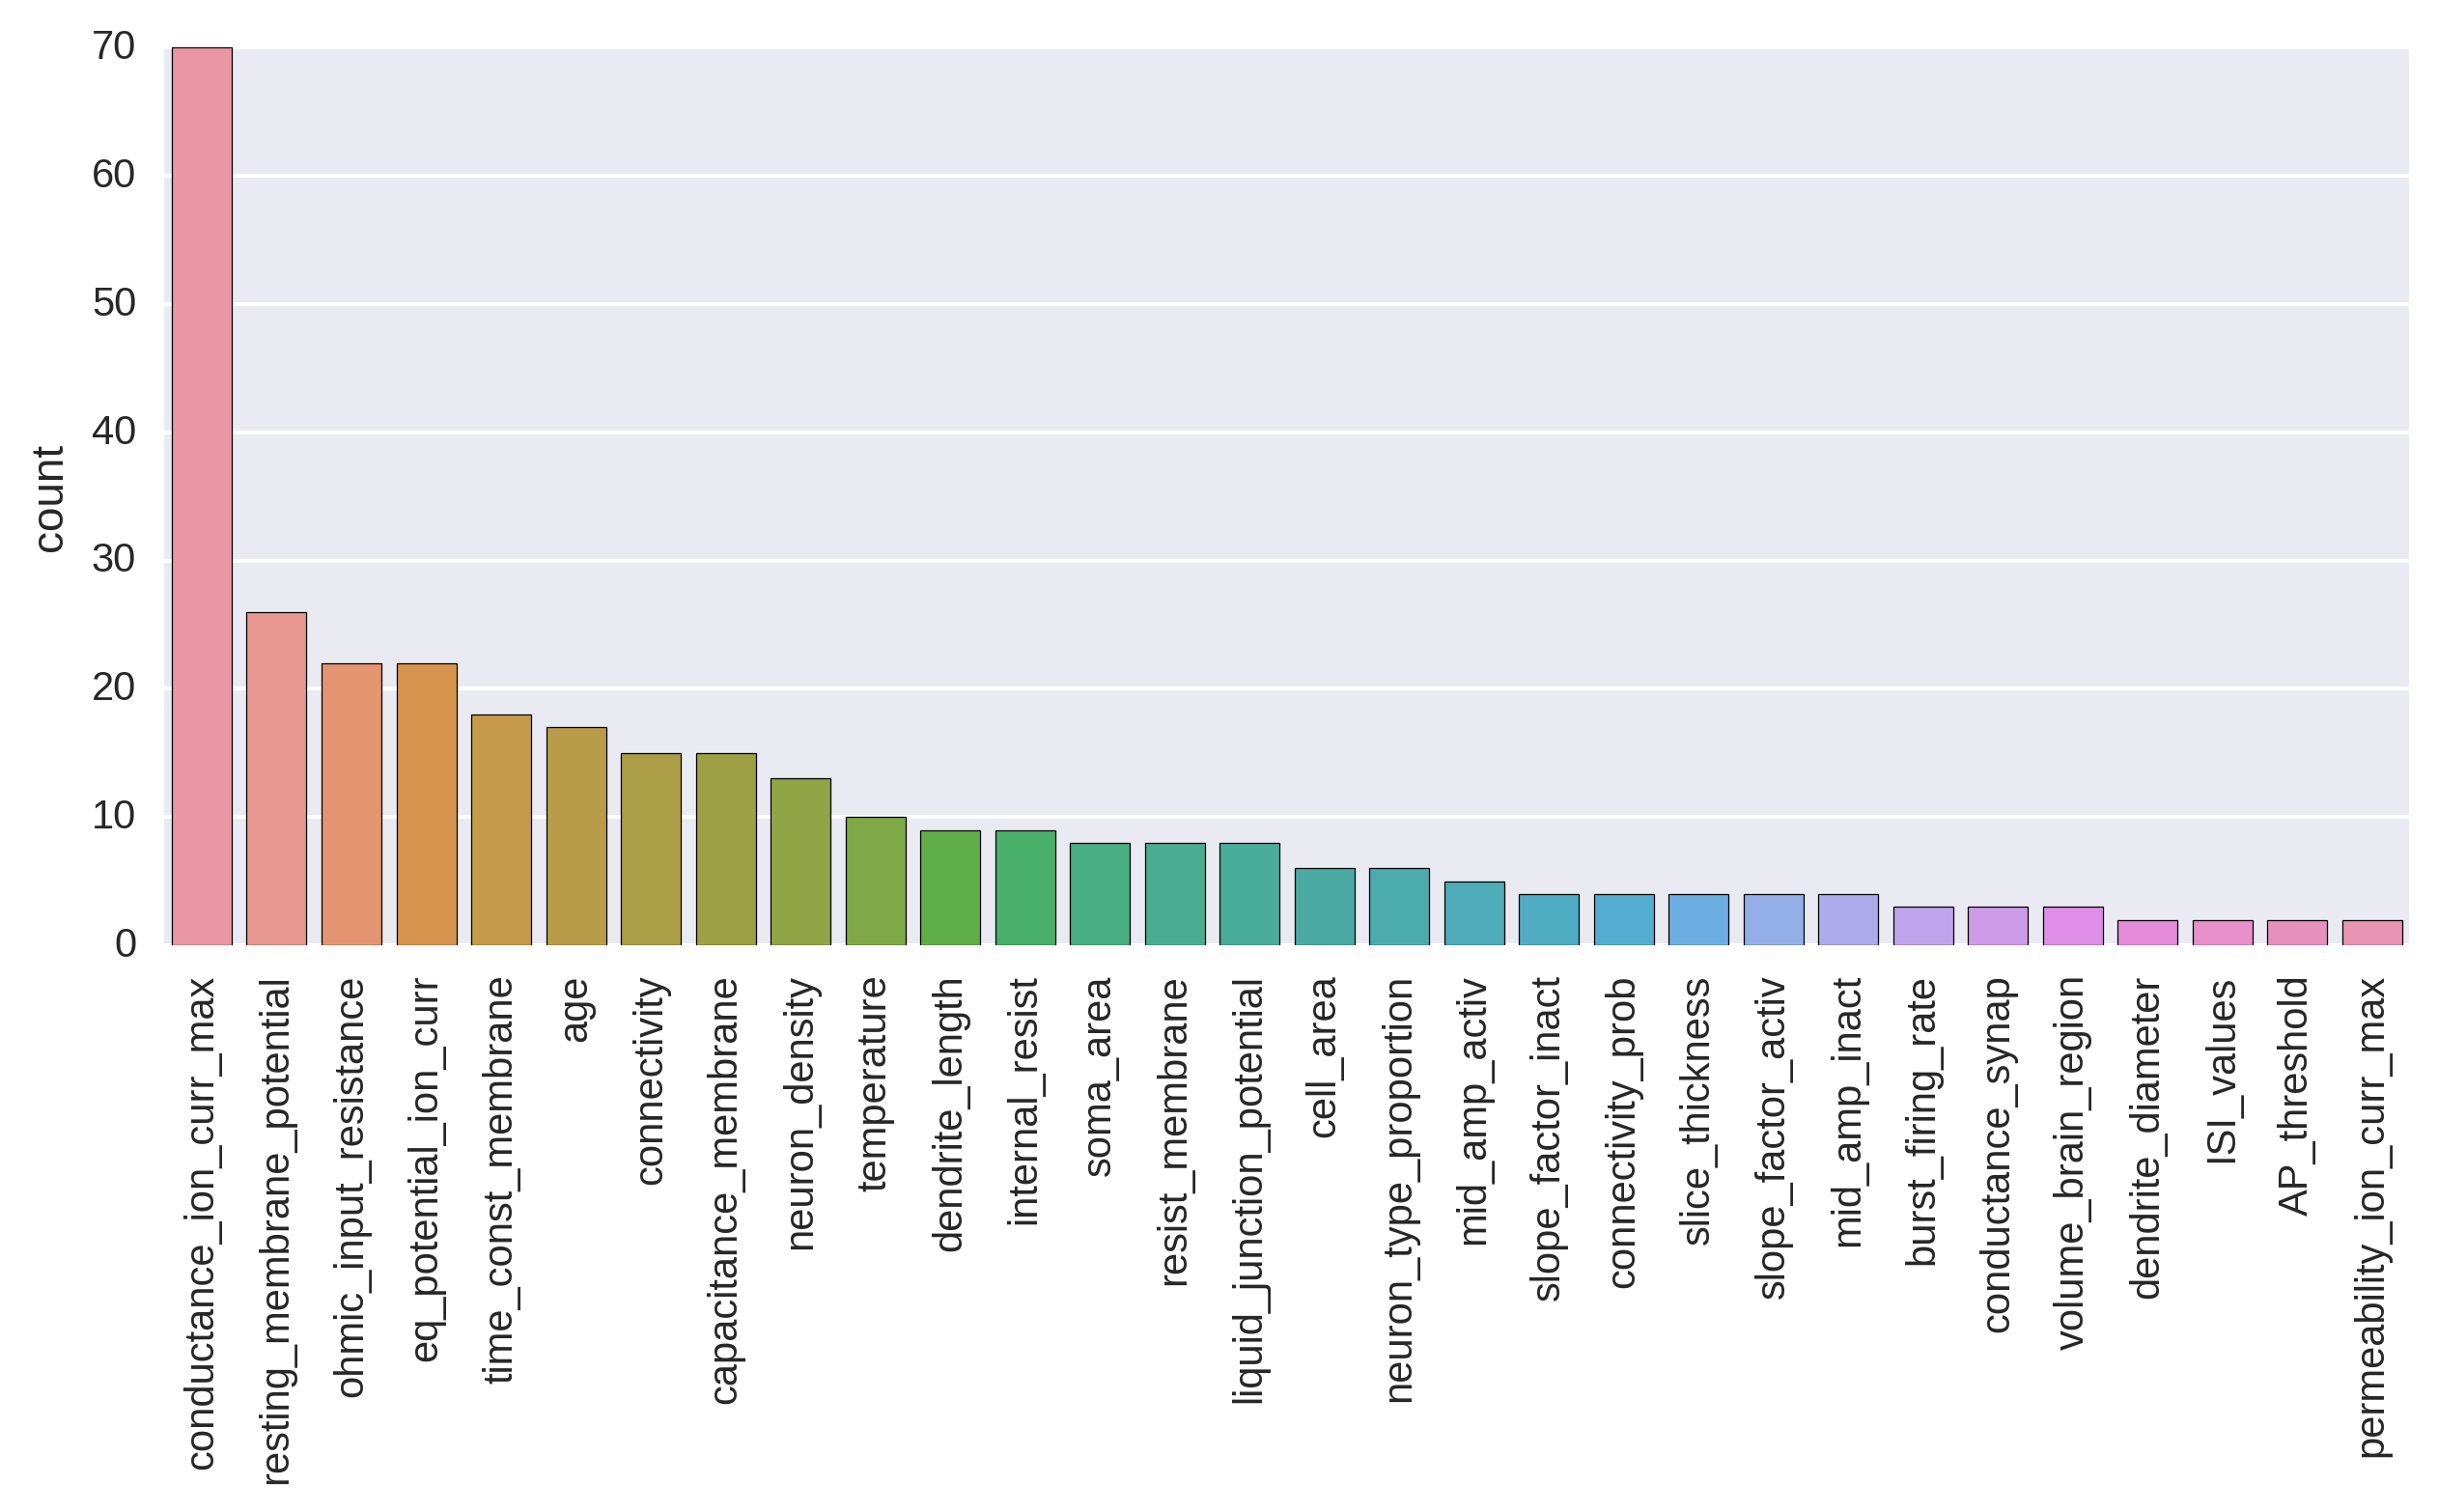 70
60
50
40
30
20
10
0
count
conductance_ion_curr_max
resting_membrane_potential
ohmic_input_resistance
eq_potential_ion_curr
time_const_membrane
age
connectivity
capacitance_membrane
neuron_density
temperature
dendrite_length
internal_resist
soma_area
resist_membrane
liquid_junction_potential
cell_area
neuron_type_proportion
mid_amp_activ
slope_factor_inact
connectivity_prob
slice_thickness
slope_factor_activ
mid_amp_inact
burst_firing_rate
conductance_synap
volume_brain_region
dendrite_diameter
ISI_values
AP_threshold
permeability_ion_curr_max